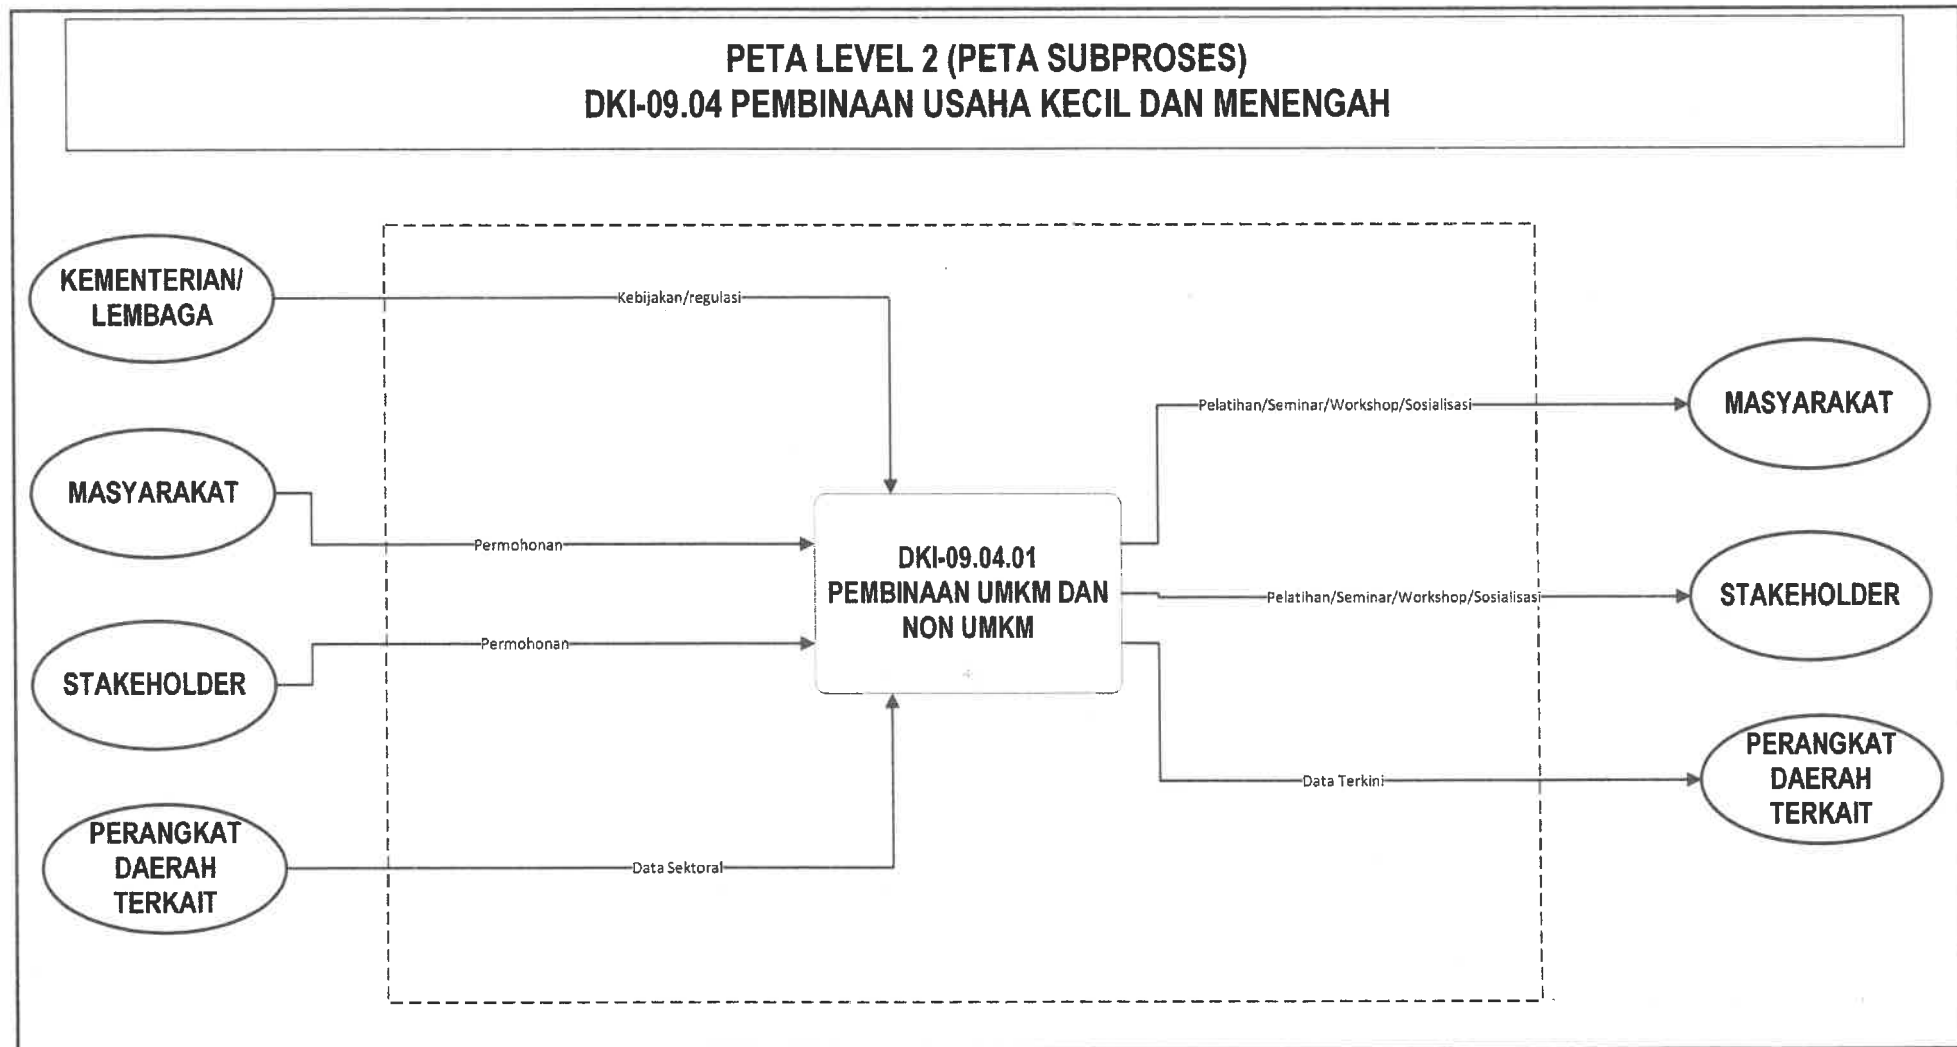 PETA LEVEL 2 (PETA SUBPROSES)
DKI-09.04 PEMBINAAN USAHA KECIL DAN MENENGAH
KEMENTERIAN/
LEMBAGA
Kebijakan/regulasi
MASYARAKAT
Permohonan
STAKEHOLDER
Permohonan
PERANGKAT
DAERAH
TERKAIT
Data Sektoral
DKI-09.04.01
PEMBINAAN UMKM DAN
NON UMKM
Pelatihan/Seminar/Workshop/Sosialisasi
MASYARAKAT
Pelatihan/Seminar/Workshop/Sosialisasi
STAKEHOLDER
Data Terkini
PERANGKAT
DAERAH
TERKAIT